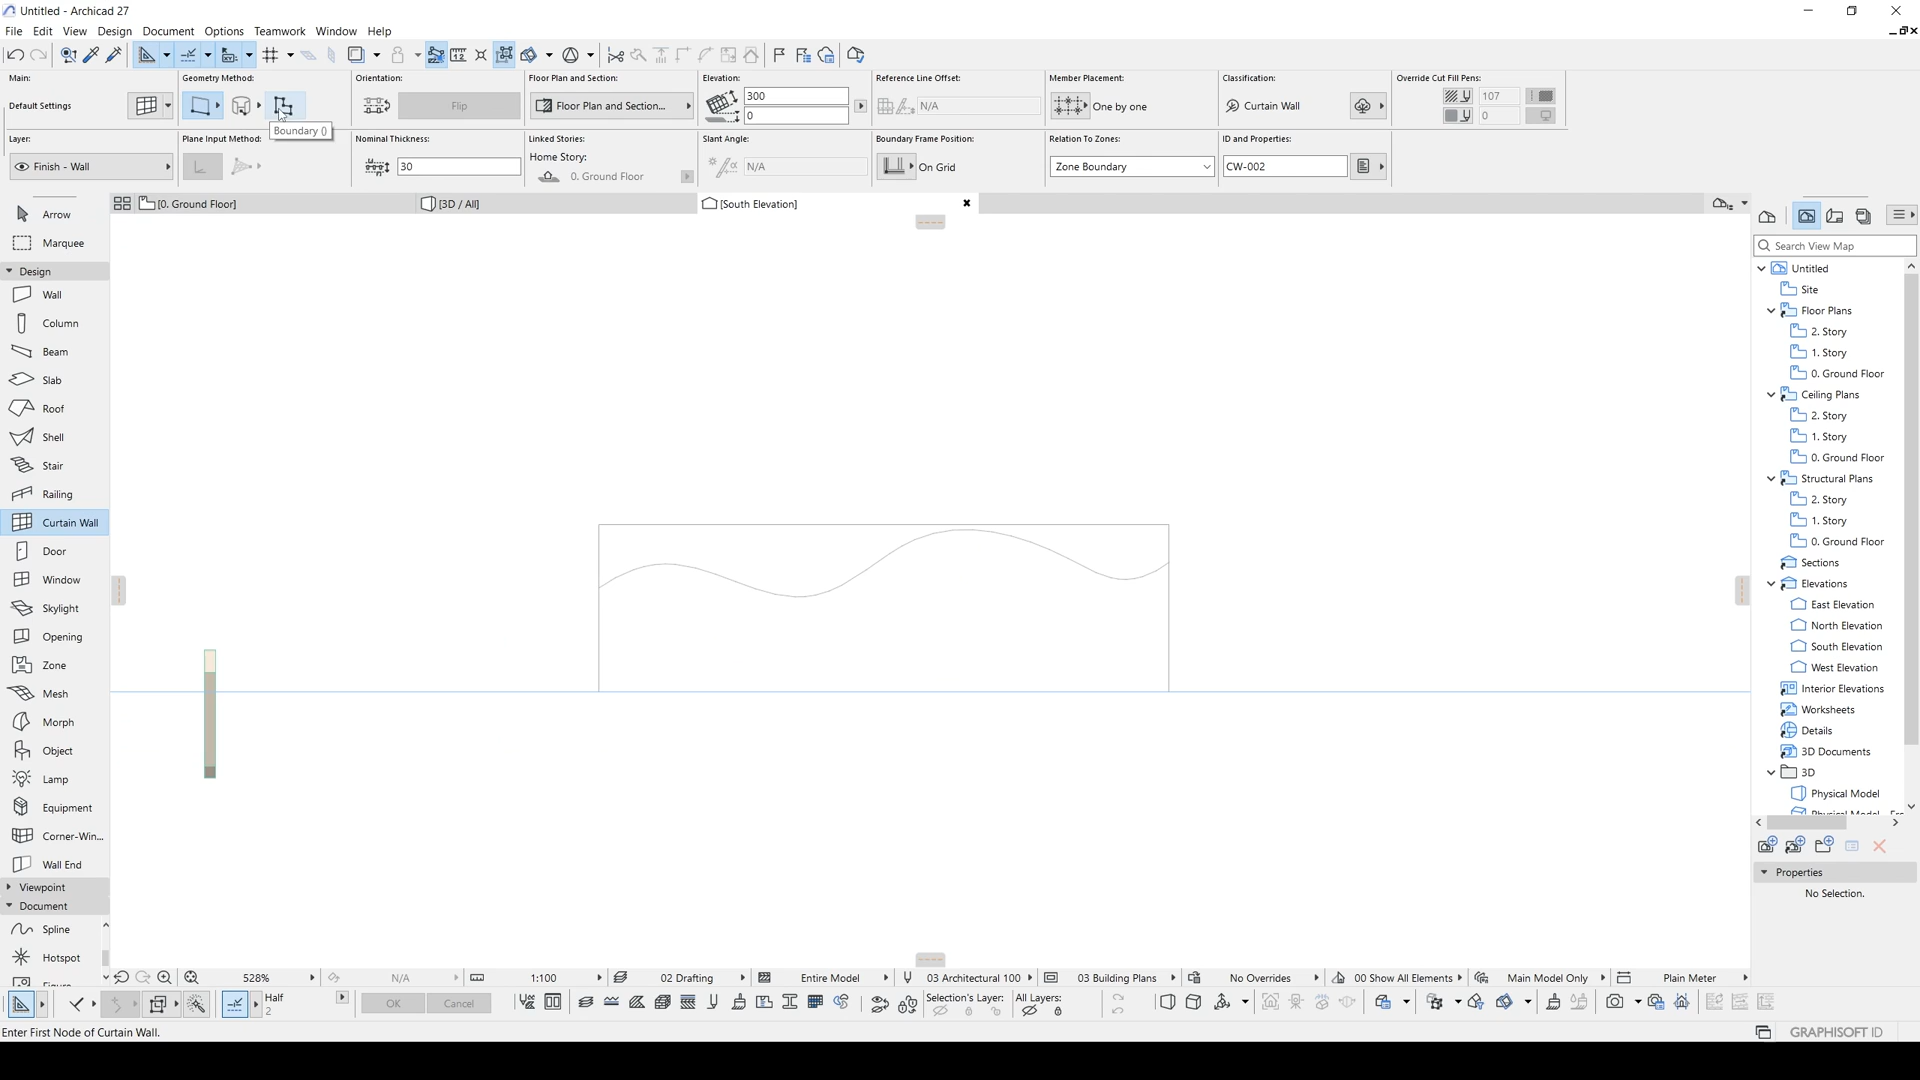 Untitled - Archicad 27
File Edit View Design Document Options Teamwork Window Help
Main: Geometry Method: Orientation: Floor Plan and Section: Elevation: Reference Line Offset: Member Placement: Classification: Override Cut Fill Pens:
Default Settings Flip Floor Plan and Section... 300 N/A One by one Curtain Wall 107
0 0
Boundary ()
Layer: Plane Input Method: Nominal Thickness: Linked Stories: Slant Angle: Boundary Frame Position: Relation To Zones: ID and Properties:
Home Story:
Finish - Wall 30 0. Ground Floor N/A On Grid Zone Boundary CW-002
[0. Ground Floor] [3D / All] [South Elevation]
Arrow
Marquee
Design
Wall
Column
Beam
Slab
Roof
Shell
Stair
Railing
Curtain Wall
Door
Window
Skylight
Opening
Zone
Mesh
Morph
Object
Lamp
Equipment
Corner-Win...
Wall End
Viewpoint
Document
Spline
Hotspot
Search View Map
Untitled
Site
Floor Plans
2. Story
1. Story
0. Ground Floor
Ceiling Plans
2. Story
1. Story
0. Ground Floor
Structural Plans
2. Story
1. Story
0. Ground Floor
Sections
Elevations
East Elevation
North Elevation
South Elevation
West Elevation
Interior Elevations
Worksheets
Details
3D Documents
3D
Physical Model
Properties
No Selection.
528% N/A 1:100 02 Drafting Entire Model 03 Architectural 100 03 Building Plans No Overrides 00 Show All Elements Main Model Only Plain Meter
Half
2
OK Cancel Selection's Layer: All Layers:
Enter First Node of Curtain Wall. GRAPHISOFT ID